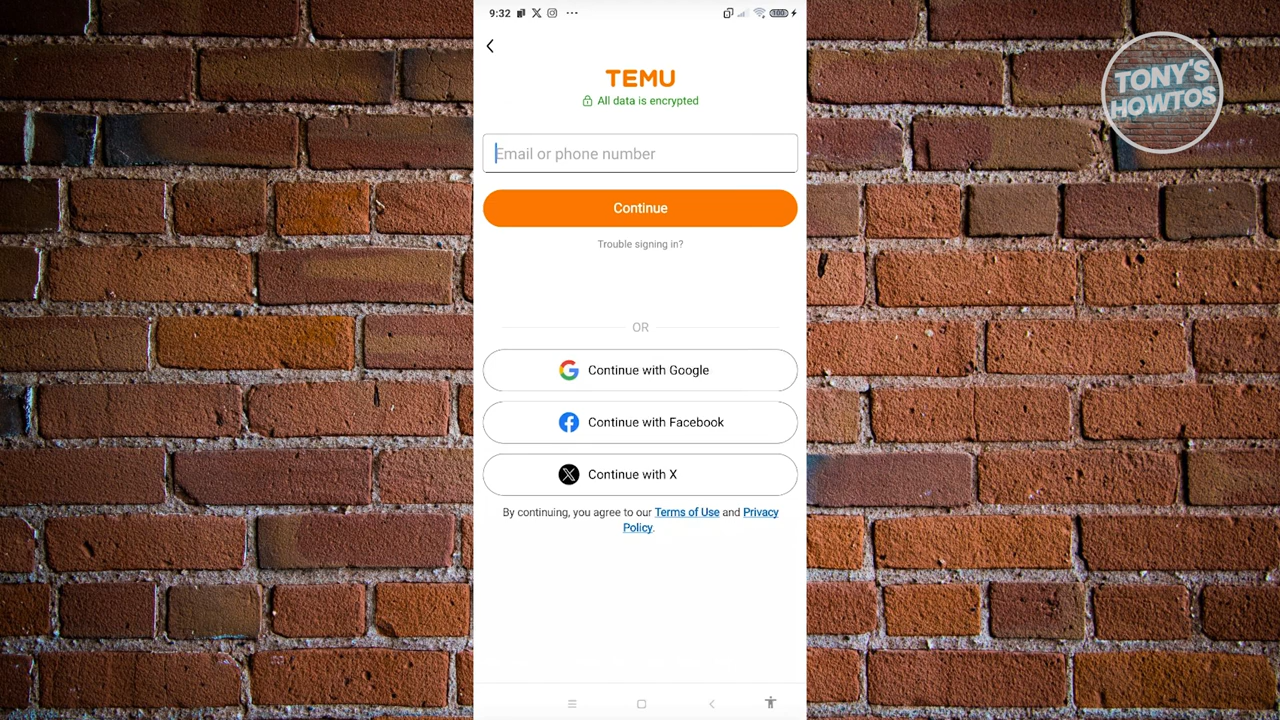 9:32
100
TEMU
All data is encrypted
Email or phone number
Continue
Trouble signing in?
OR
Continue with Google
Continue with Facebook
Continue with X
By continuing, you agree to our Terms of Use and Privacy
Policy.
TONY'S
HOWTOS